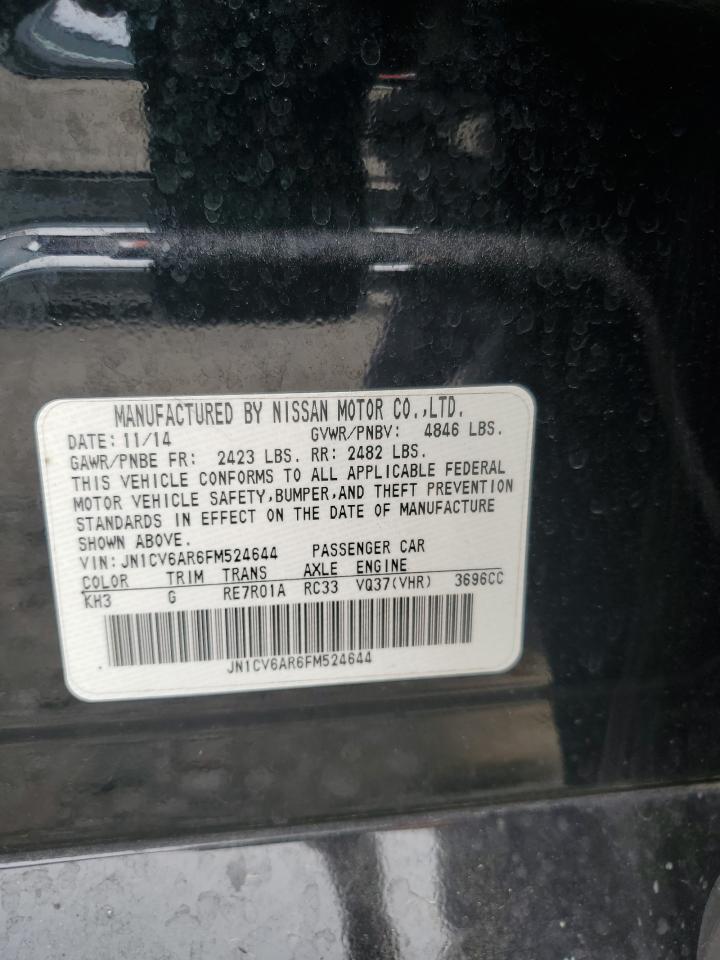 MANUFACTURED BY NISSAN MOTOR CO.,LTD.
DATE: 11/14 GVWR/PNBV: 4846 LBS.
GAWR/PNBE FR: 2423 LBS. RR: 2482 LBS.
THIS VEHICLE CONFORMS TO ALL APPLICABLE FEDERAL
MOTOR VEHICLE SAFETY,BUMPER,AND THEFT PREVENTION
STANDARDS IN EFFECT ON THE DATE OF MANUFACTURE
SHOWN ABOVE.
VIN: JN1CV6AR6FM524644 PASSENGER CAR
COLOR TRIM TRANS AXLE ENGINE
KH3 G RE7R01A RC33 VQ37(VHR) 3696CC
JN1CV6AR6FM524644